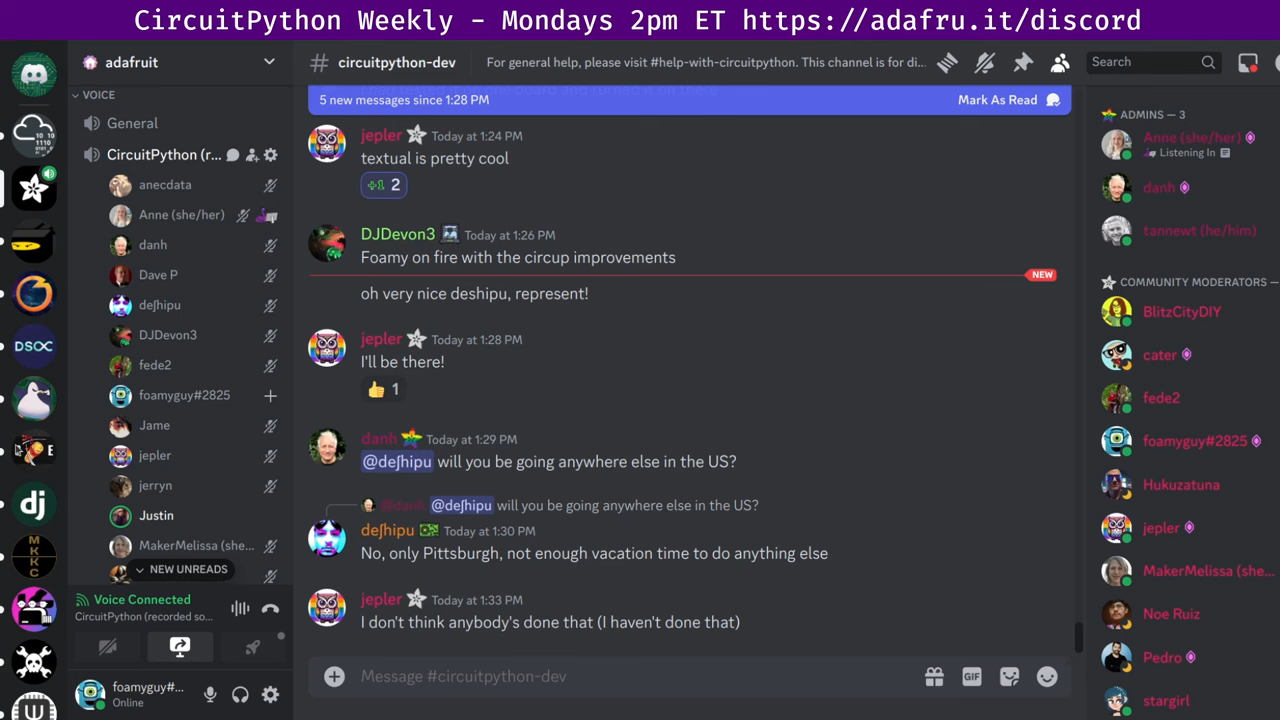 CircuitPython Weekly - Mondays 2pm ET https://adafru.it/discord
adafruit
# circuitpython-dev
For general help, please visit #help-with-circuitpython. This channel is for di...
Search
VOICE
General
CircuitPython (r...
anecdata
Anne (she/her)
danh
Dave P
deʃhipu
DJDevon3
fede2
foamyguy#2825
Jame
jepler
jerryn
Justin
MakerMelissa (she...
NEW UNREADS
Voice Connected
CircuitPython (recorded so...
foamyguy#...
Online
5 new messages since 1:28 PM
Mark As Read
jepler Today at 1:24 PM
textual is pretty cool
+1 2
DJDevon3 Today at 1:26 PM
Foamy on fire with the circup improvements
NEW
oh very nice deshipu, represent!
jepler Today at 1:28 PM
I'll be there!
1
danh Today at 1:29 PM
@deʃhipu will you be going anywhere else in the US?
@danh @deʃhipu will you be going anywhere else in the US?
deʃhipu Today at 1:30 PM
No, only Pittsburgh, not enough vacation time to do anything else
jepler Today at 1:33 PM
I don't think anybody's done that (I haven't done that)
Message #circuitpython-dev
GIF
ADMINS — 3
Anne (she/her)
Listening In
danh
tannewt (he/him)
COMMUNITY MODERATORS —
BlitzCityDIY
cater
fede2
foamyguy#2825
Hukuzatuna
jepler
MakerMelissa (she...
Noe Ruiz
Pedro
stargirl
DSOC
dj
MKKC